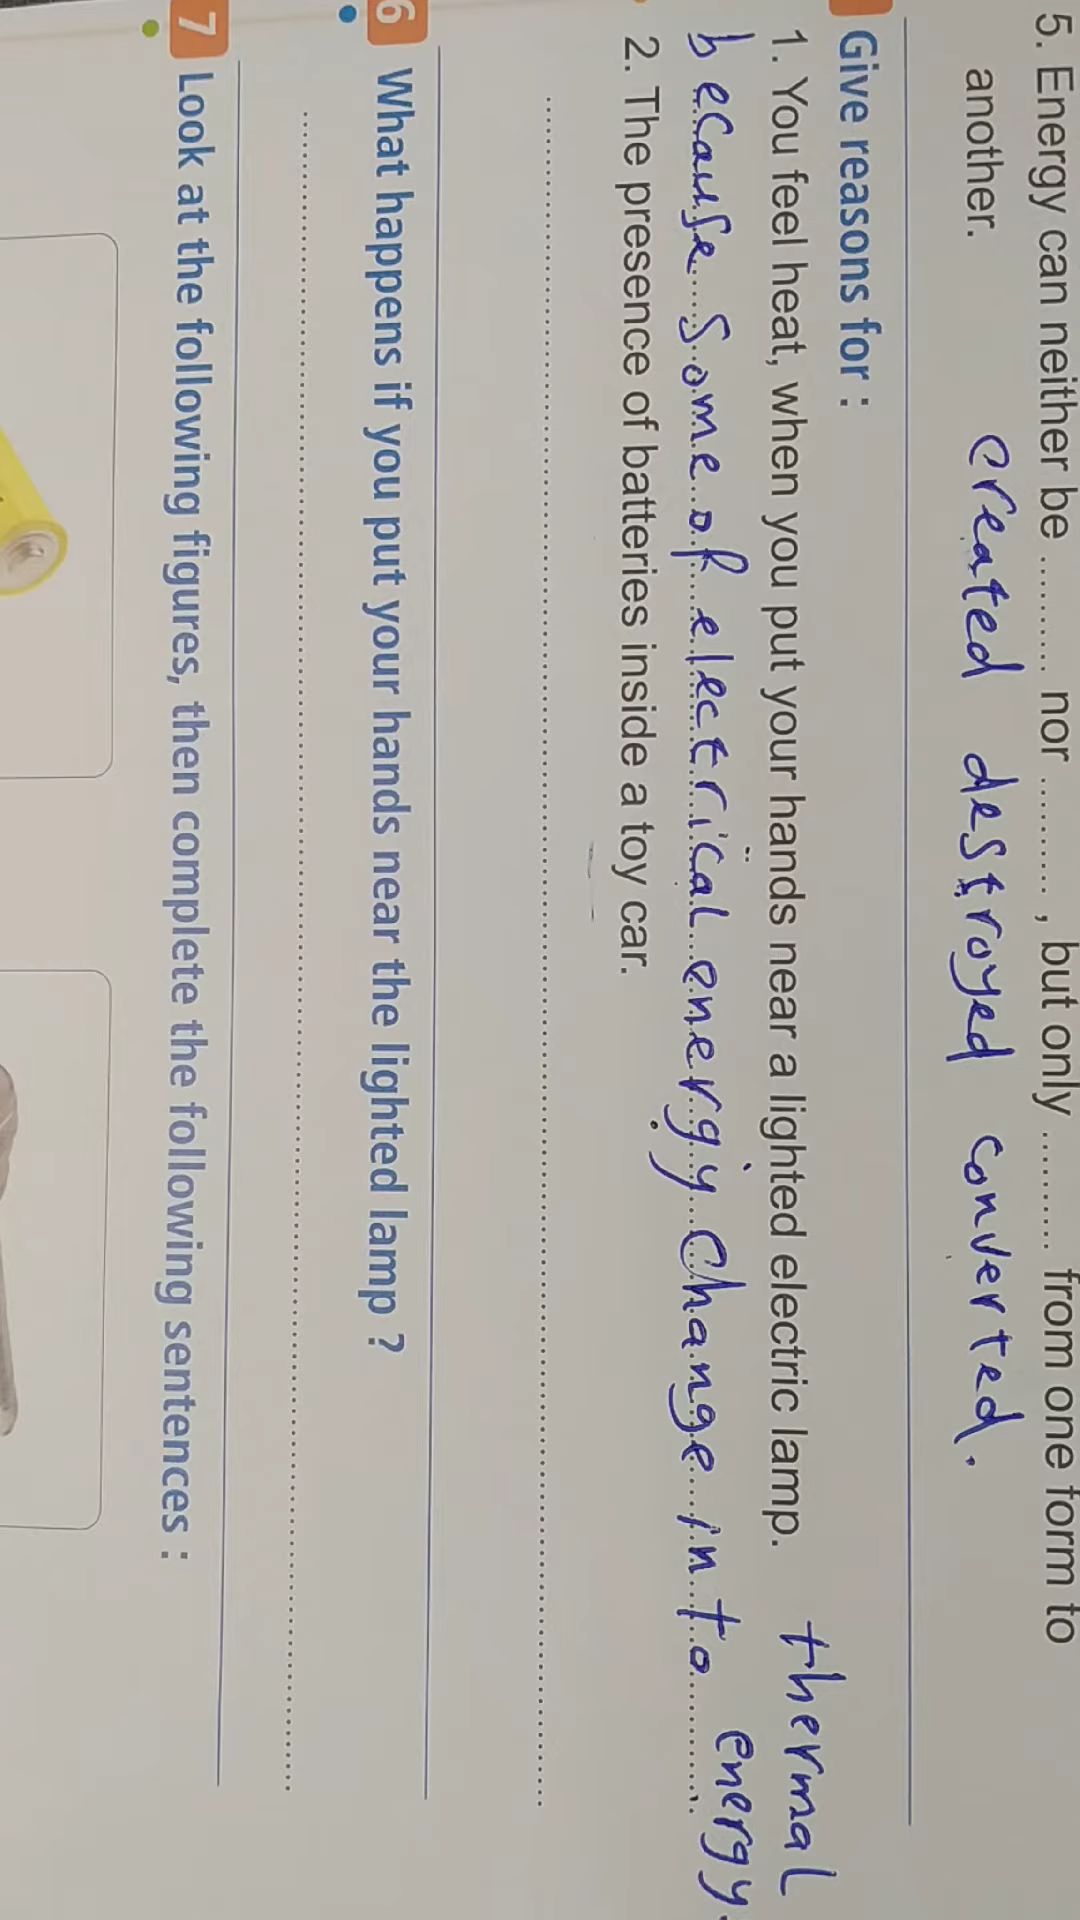 5. Energy can neither be .......... nor .......... , but only .......... from one form to
another.
created destroyed converted.
Give reasons for :
1. You feel heat, when you put your hands near a lighted electric lamp.
thermal
because some of electrical energy change into energy.
2. The presence of batteries inside a toy car.
6 What happens if you put your hands near the lighted lamp ?
7 Look at the following figures, then complete the following sentences :